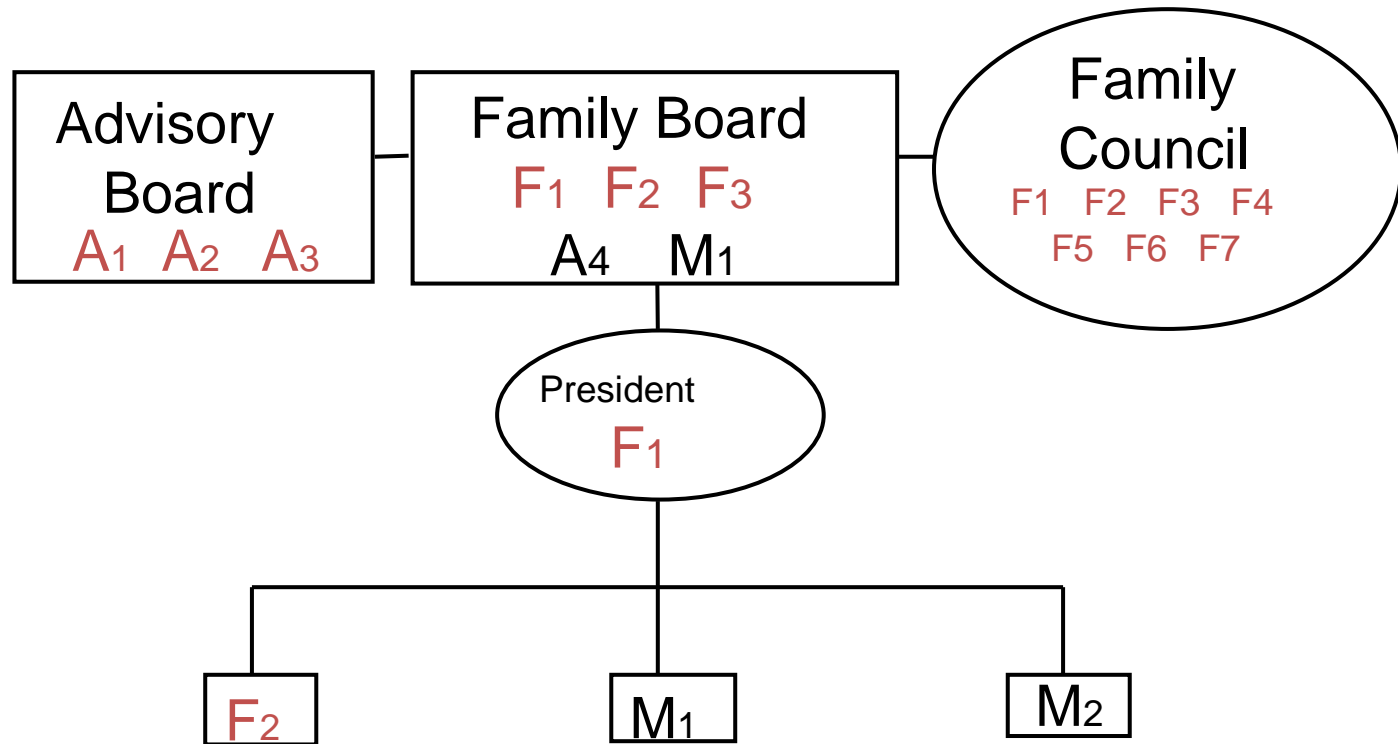 Advisory
Board
A1 A2 A3
Family Board
F1 F2 F3
A4 M1
Family
Council
F1 F2 F3 F4
F5 F6 F7
President
F1
F2
M1
M2